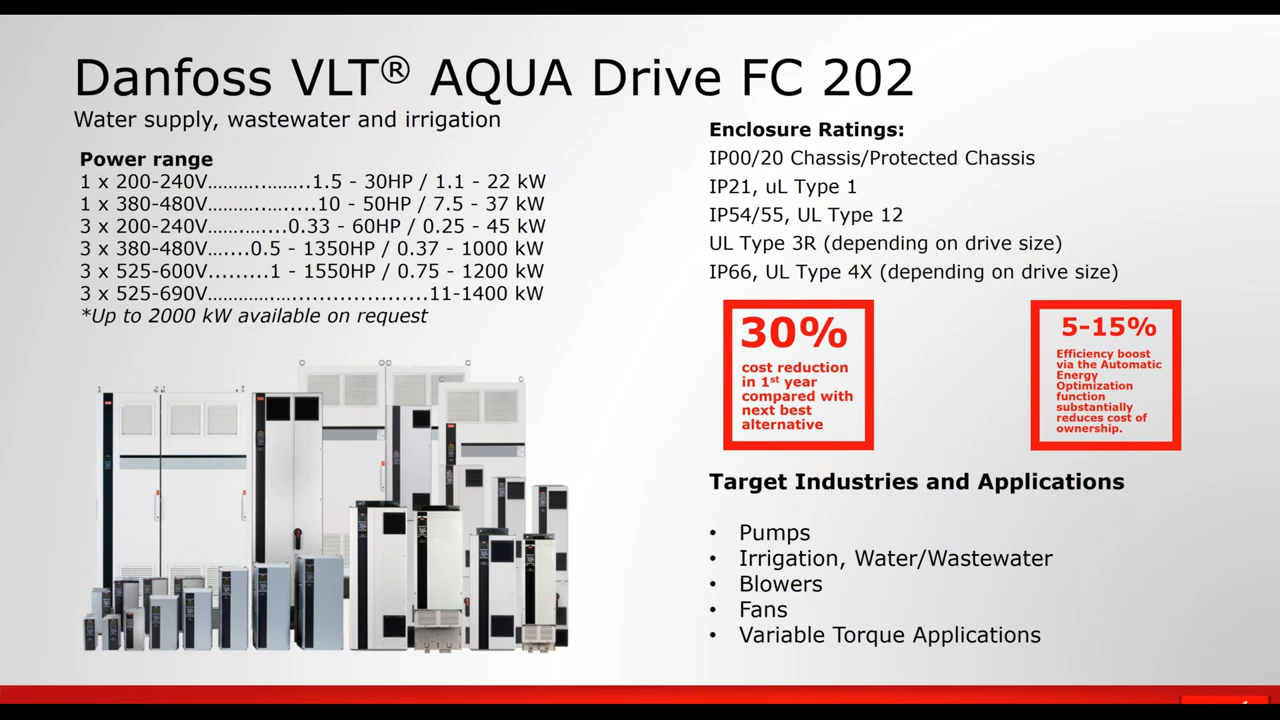 Danfoss VLT® AQUA Drive FC 202
Water supply, wastewater and irrigation
Power range
1 x 200-240V………..……..1.5 - 30HP / 1.1 - 22 kW
1 x 380-480V………..….….…..10 - 50HP / 7.5 - 37 kW
3 x 200-240V……….….…..0.33 - 60HP / 0.25 - 45 kW
3 x 380-480V…....0.5 - 1350HP / 0.37 - 1000 kW
3 x 525-600V.........1 - 1550HP / 0.75 - 1200 kW
3 x 525-690V………….…....................11-1400 kW
*Up to 2000 kW available on request
Enclosure Ratings:
IP00/20 Chassis/Protected Chassis
IP21, uL Type 1
IP54/55, UL Type 12
UL Type 3R (depending on drive size)
IP66, UL Type 4X (depending on drive size)
30%
cost reduction
in 1st year
compared with
next best
alternative
5-15%
Efficiency boost
via the Automatic
Energy
Optimization
function
substantially
reduces cost of
ownership.
Target Industries and Applications
• Pumps
• Irrigation, Water/Wastewater
• Blowers
• Fans
• Variable Torque Applications